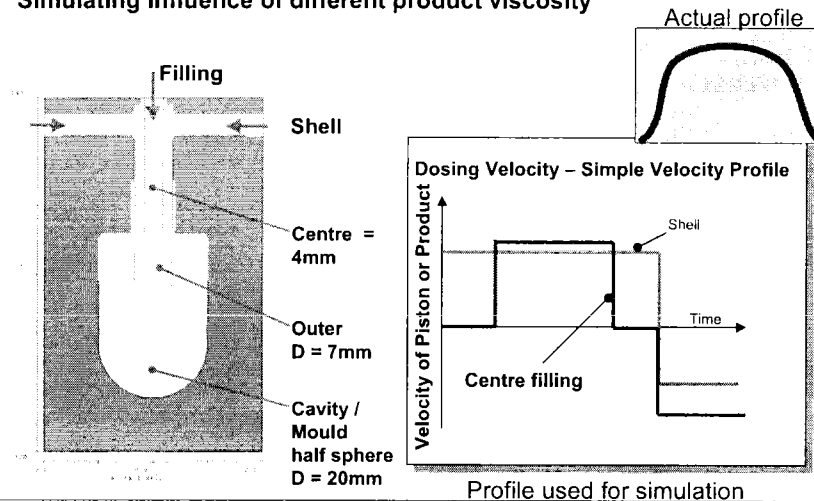 Simulating influence of different product viscosity
Actual profile
Filling
Shell
Centre =
4mm
Outer
D = 7mm
Cavity /
Mould
half sphere
D = 20mm
Dosing Velocity – Simple Velocity Profile
Velocity of Piston or Product
Shell
Time
Centre filling
Profile used for simulation